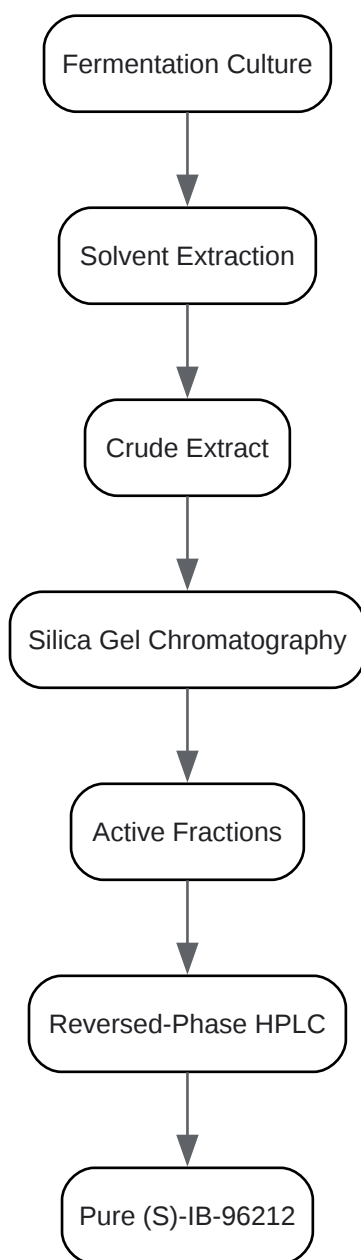 Fermentation Culture
Solvent Extraction
Crude Extract
Silica Gel Chromatography
Active Fractions
Reversed-Phase HPLC
Pure (S)-IB-96212